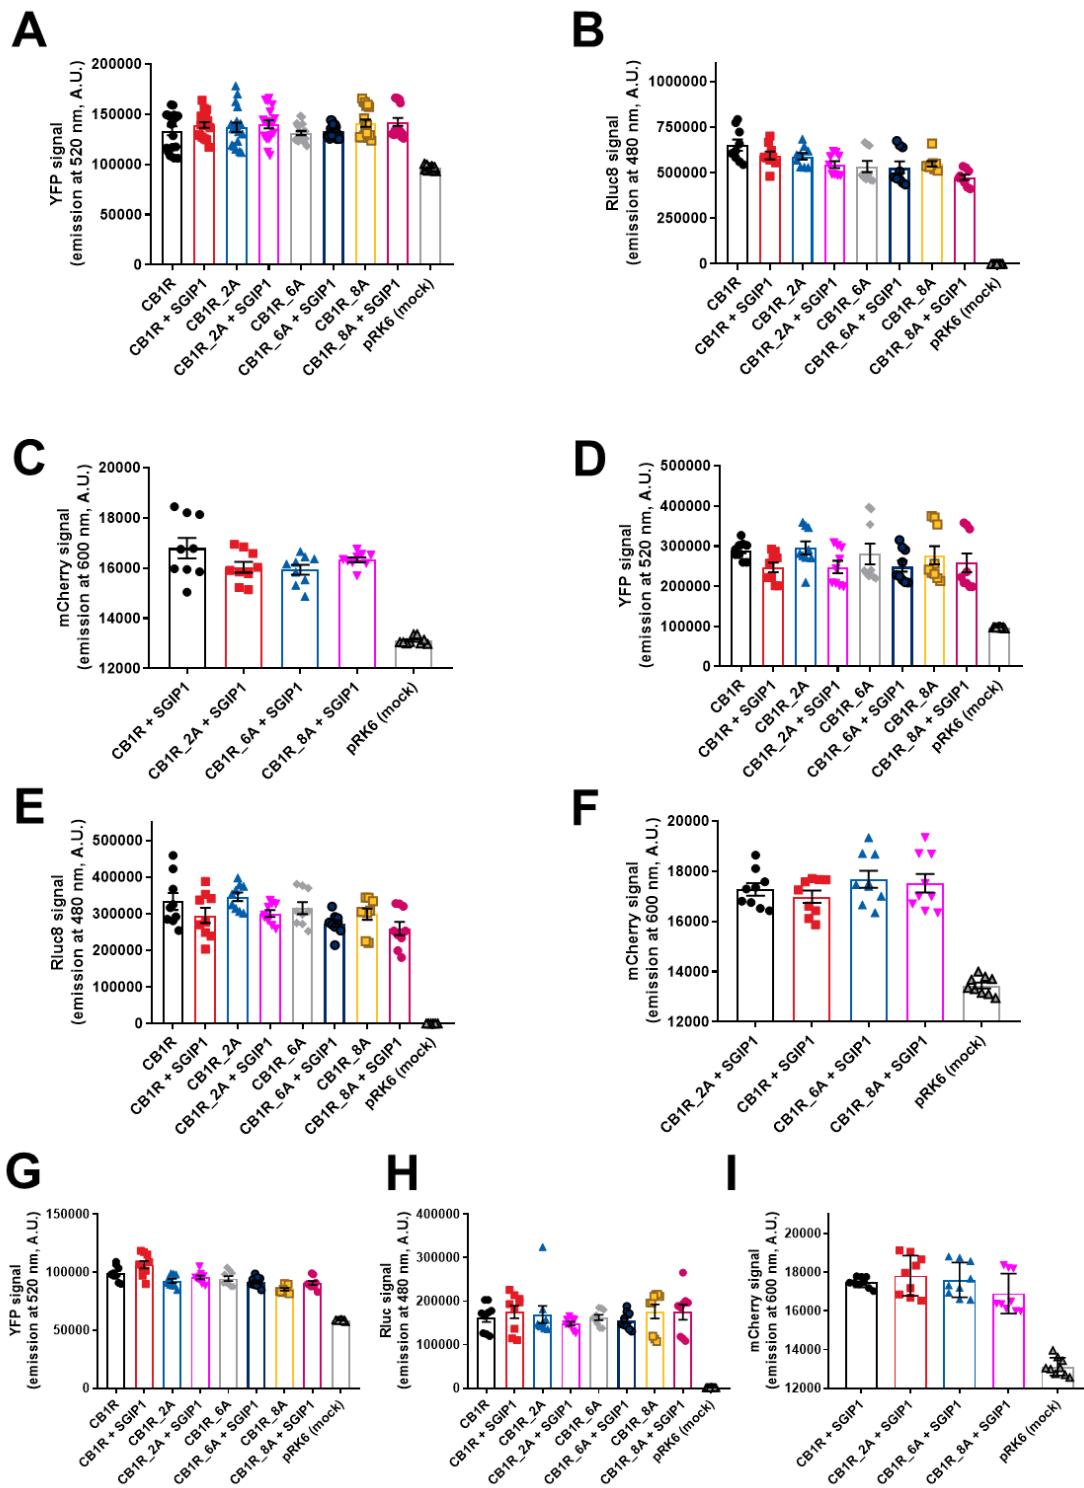 A
YFP signal
(emission at 520 nm, A.U.)
200000
150000
100000
50000
0
CB1R
CB1R + SGIP1
CB1R_2A
CB1R_2A + SGIP1
CB1R_6A
CB1R_6A + SGIP1
CB1R_8A
CB1R_8A + SGIP1
pRK6 (mock)
B
Rluc8 signal
(emission at 480 nm, A.U.)
1000000
750000
500000
250000
0
CB1R
CB1R + SGIP1
CB1R_2A
CB1R_2A + SGIP1
CB1R_6A
CB1R_6A + SGIP1
CB1R_8A
CB1R_8A + SGIP1
pRK6 (mock)
C
mCherry signal
(emission at 600 nm, A.U.)
20000
18000
16000
14000
12000
CB1R + SGIP1
CB1R_2A + SGIP1
CB1R_6A + SGIP1
CB1R_8A + SGIP1
pRK6 (mock)
D
YFP signal
(emission at 520 nm, A.U.)
500000
400000
300000
200000
100000
0
CB1R
CB1R + SGIP1
CB1R_2A
CB1R_2A + SGIP1
CB1R_6A
CB1R_6A + SGIP1
CB1R_8A
CB1R_8A + SGIP1
pRK6 (mock)
E
Rluc8 signal
(emission at 480 nm, A.U.)
500000
400000
300000
200000
100000
0
CB1R
CB1R + SGIP1
CB1R_2A
CB1R_2A + SGIP1
CB1R_6A
CB1R_6A + SGIP1
CB1R_8A
CB1R_8A + SGIP1
pRK6 (mock)
F
mCherry signal
(emission at 600 nm, A.U.)
20000
18000
16000
14000
12000
CB1R_2A + SGIP1
CB1R + SGIP1
CB1R_6A + SGIP1
CB1R_8A + SGIP1
pRK6 (mock)
G
YFP signal
(emission at 520 nm, A.U.)
150000
100000
50000
0
CB1R
CB1R + SGIP1
CB1R_2A
CB1R_2A + SGIP1
CB1R_6A
CB1R_6A + SGIP1
CB1R_8A
CB1R_8A + SGIP1
pRK6 (mock)
H
Rluc signal
(emission at 480 nm, A.U.)
400000
300000
200000
100000
0
CB1R
CB1R + SGIP1
CB1R_2A
CB1R_2A + SGIP1
CB1R_6A
CB1R_6A + SGIP1
CB1R_8A
CB1R_8A + SGIP1
pRK6 (mock)
I
mCherry signal
(emission at 600 nm, A.U.)
20000
18000
16000
14000
12000
CB1R + SGIP1
CB1R_2A + SGIP1
CB1R_6A + SGIP1
CB1R_8A + SGIP1
pRK6 (mock)